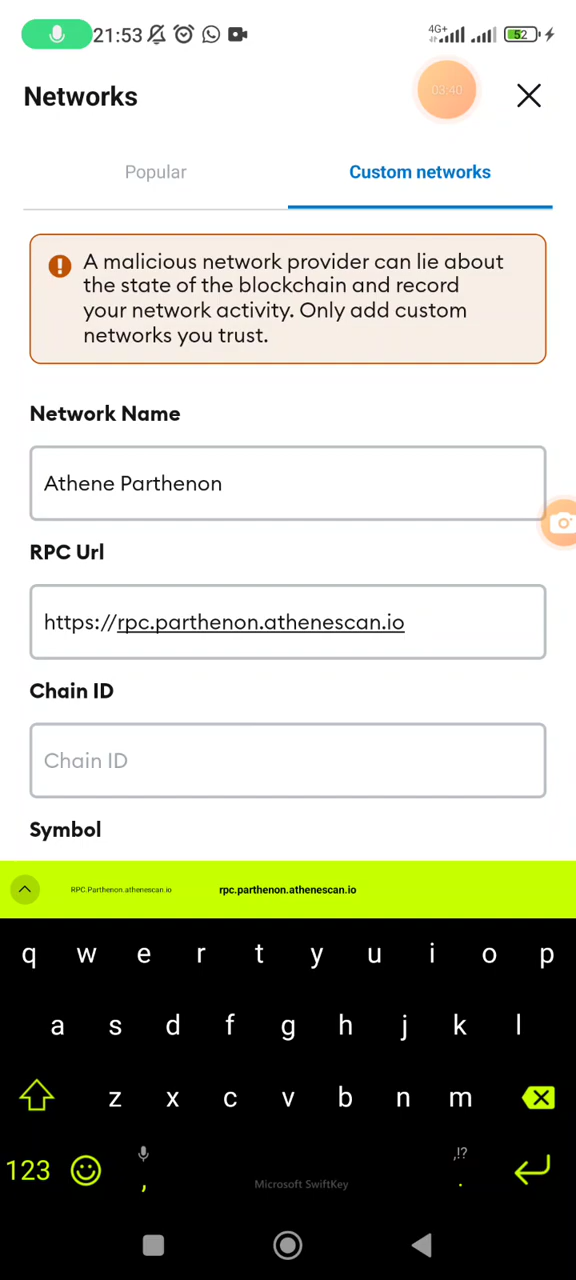 21:53 4G+ 52
Networks 03:40
Popular Custom networks
A malicious network provider can lie about
the state of the blockchain and record
your network activity. Only add custom
networks you trust.
Network Name
Athene Parthenon
RPC Url
https://rpc.parthenon.athenescan.io
Chain ID
Chain ID
Symbol
RPC.Parthenon.athenescan.io rpc.parthenon.athenescan.io
q w e r t y u i o p
a s d f g h j k l
z x c v b n m
123 , Microsoft SwiftKey ,!? .